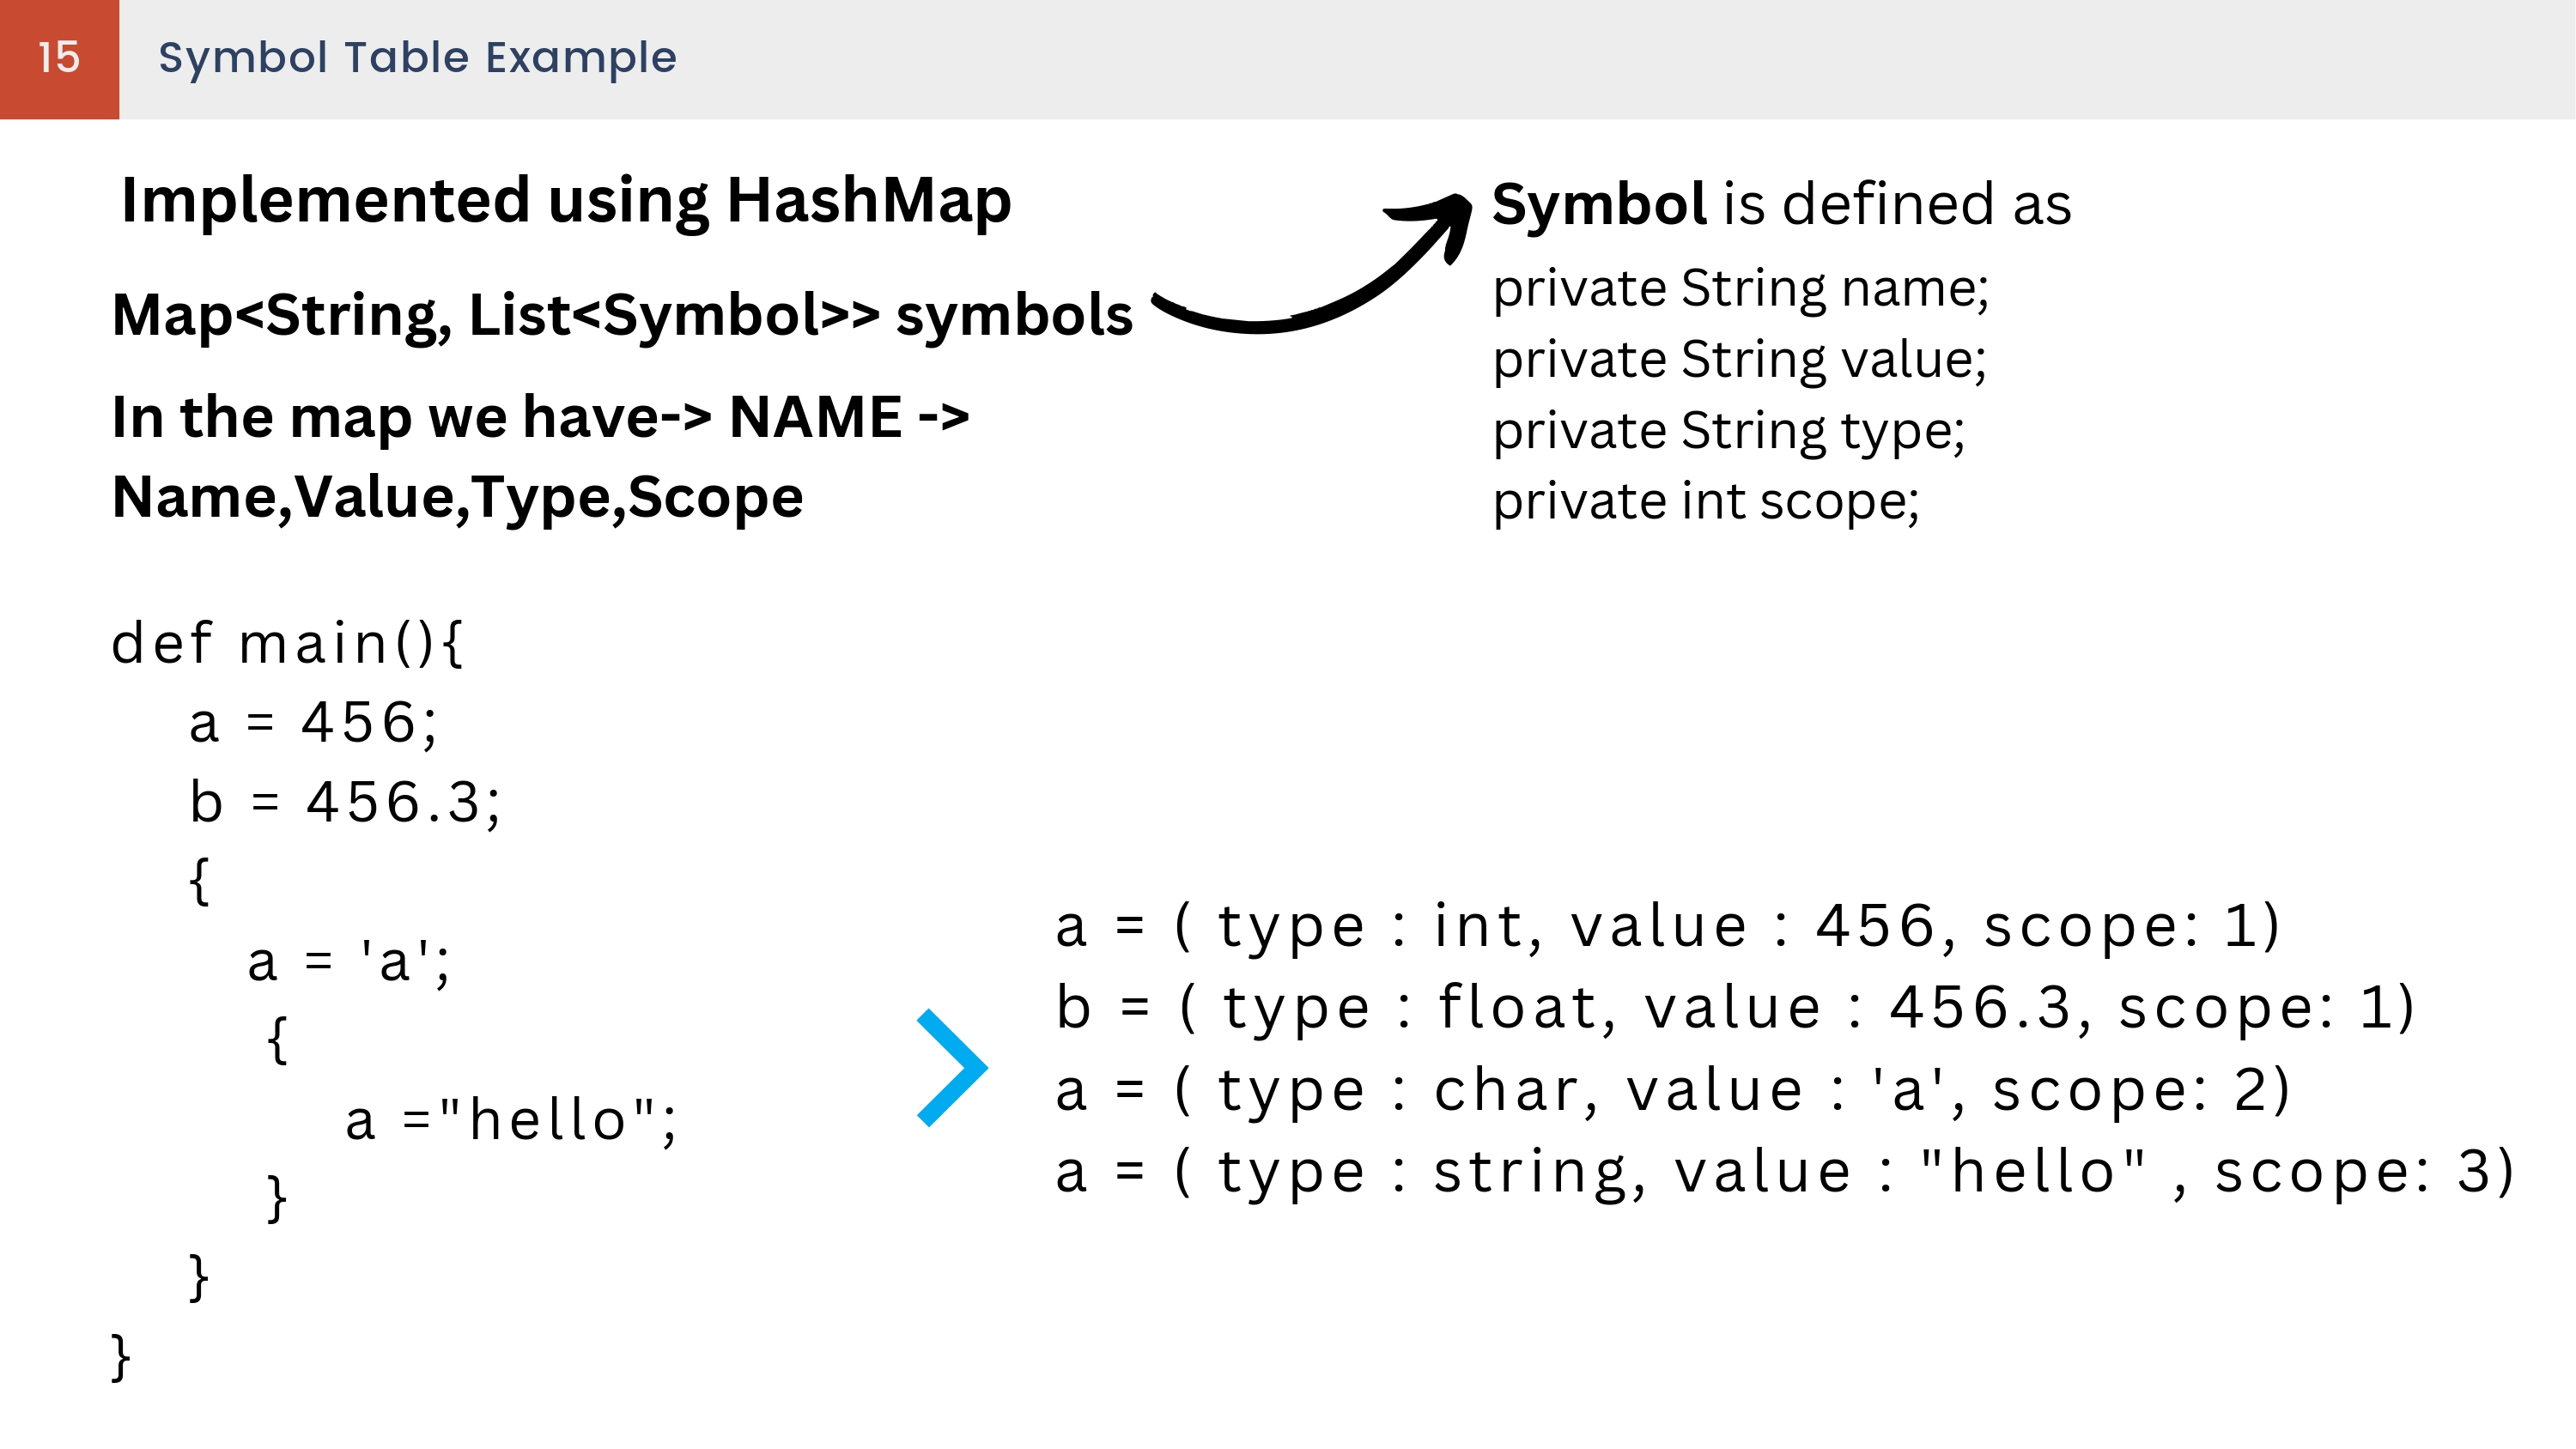 15
Symbol Table Example
Implemented using HashMap
Map<String, List<Symbol>> symbols
In the map we have-> NAME ->
Name,Value,Type,Scope
Symbol is defined as
private String name;
private String value;
private String type;
private int scope;
def main(){
a = 456;
b = 456.3;
{
a = 'a';
{
a ="hello";
}
}
}
a = ( type : int, value : 456, scope: 1)
b = ( type : float, value : 456.3, scope: 1)
a = ( type : char, value : 'a', scope: 2)
a = ( type : string, value : "hello" , scope: 3)